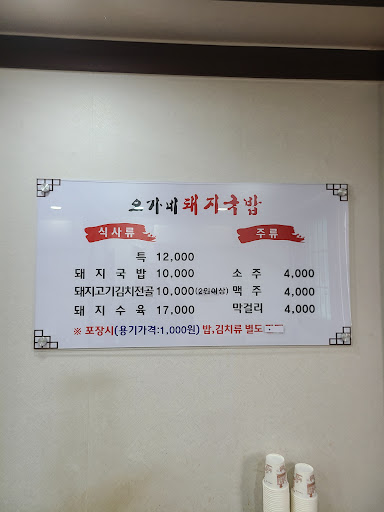 으가네돼지국밥
식사류
특 12,000
돼지국밥 10,000
돼지고기김치전골 10,000(2인이상)
돼지수육 17,000
주류
소주 4,000
맥주 4,000
막걸리 4,000
※ 포장시(용기가격:1,000원) 밥,김치류 별도